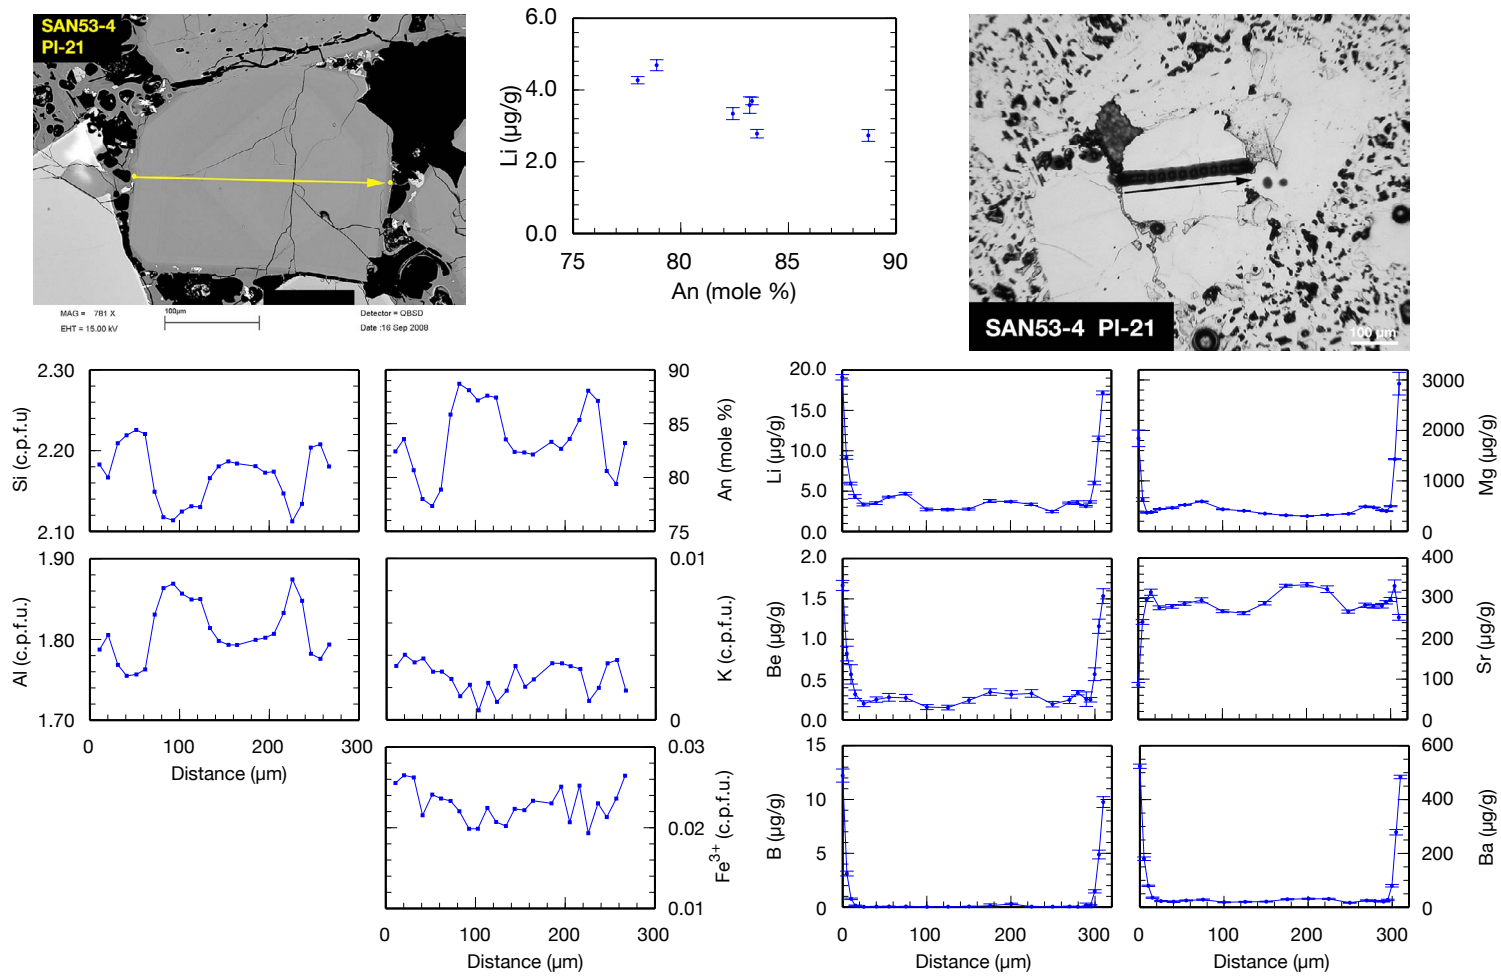 SAN53-4
PI-21
MAG = 781 X
EHT = 15.00 kV
100µm
Detector = QBSD
Date :16 Sep 2008
6.0
4.0
2.0
0.0
Li (µg/g)
75 80 85 90
An (mole %)
SAN53-4 PI-21
100 µm
2.30
2.20
2.10
Si (c.p.f.u)
90
85
80
75
An (mole %)
20.0
15.0
10.0
5.0
0.0
Li (µg/g)
3000
2000
1000
0
Mg (µg/g)
1.90
1.80
1.70
Al (c.p.f.u)
0 100 200 300
Distance (µm)
0.01
0
K (c.p.f.u.)
2.0
1.5
1.0
0.5
0.0
Be (µg/g)
400
300
200
100
0
Sr (µg/g)
0.03
0.02
0.01
Fe3+ (c.p.f.u.)
0 100 200 300
Distance (µm)
15
10
5
0
B (µg/g)
0 100 200 300
Distance (µm)
600
400
200
0
Ba (µg/g)
0 100 200 300
Distance (µm)